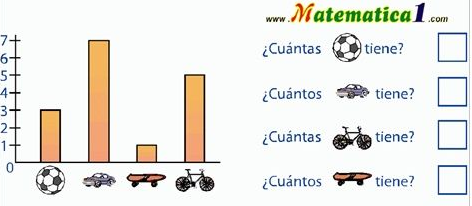 www.Matematica1.com
7
6
5
4
3
2
1
0
¿Cuántas tiene?
¿Cuántos tiene?
¿Cuántas tiene?
¿Cuántos tiene?